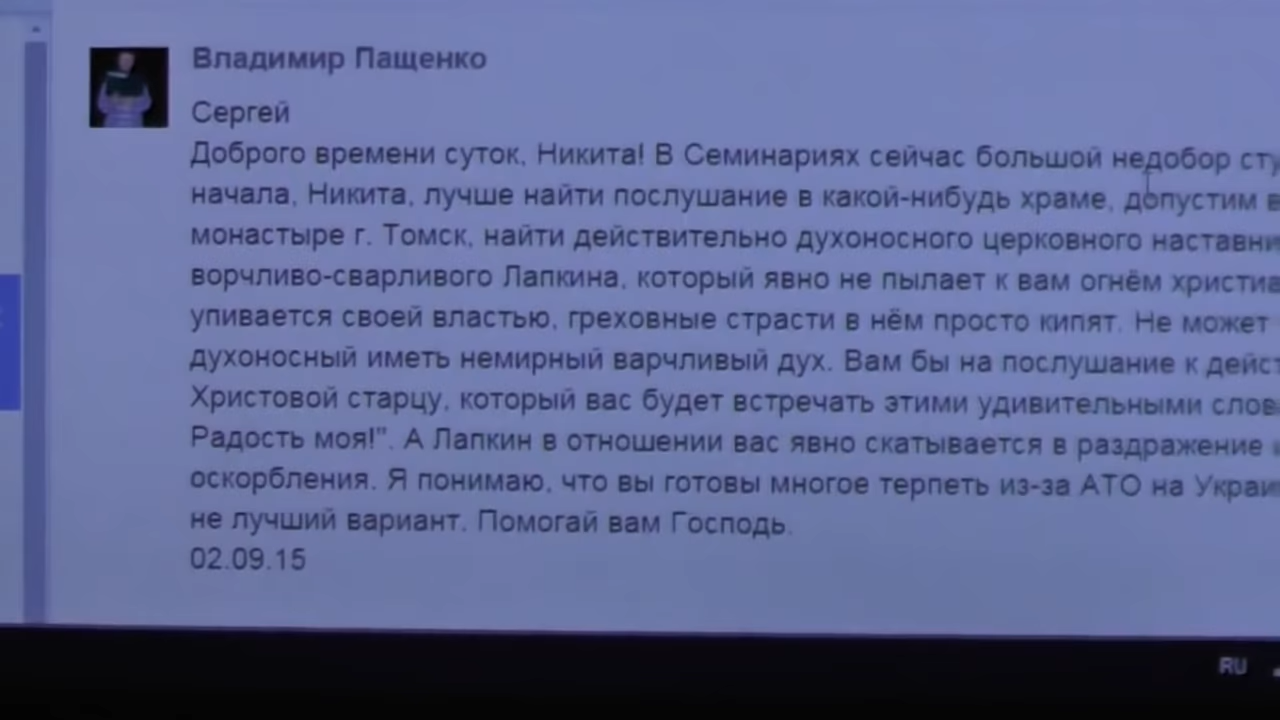 Владимир Пащенко
Сергей
Доброго времени суток, Никита! В Семинариях сейчас большой недобор
начала, Никита, лучше найти послушание в какой-нибудь храме, допустим в
монастыре г. Томск, найти действительно духоносного церковного
ворчливо-сварливого Лапкина, который явно не пылает к вам огнём
упивается своей властью, греховные страсти в нём просто кипят. Не может
духоносный иметь немирный варчливый дух. Вам бы на послушание к
Христовой старцу, который вас будет встречать этими удивительными
Радость моя!". А Лапкин в отношении вас явно скатывается в раздражение
оскорбления. Я понимаю, что вы готовы многое терпеть из-за АТО на
не лучший вариант. Помогай вам Господь.
02.09.15
RU